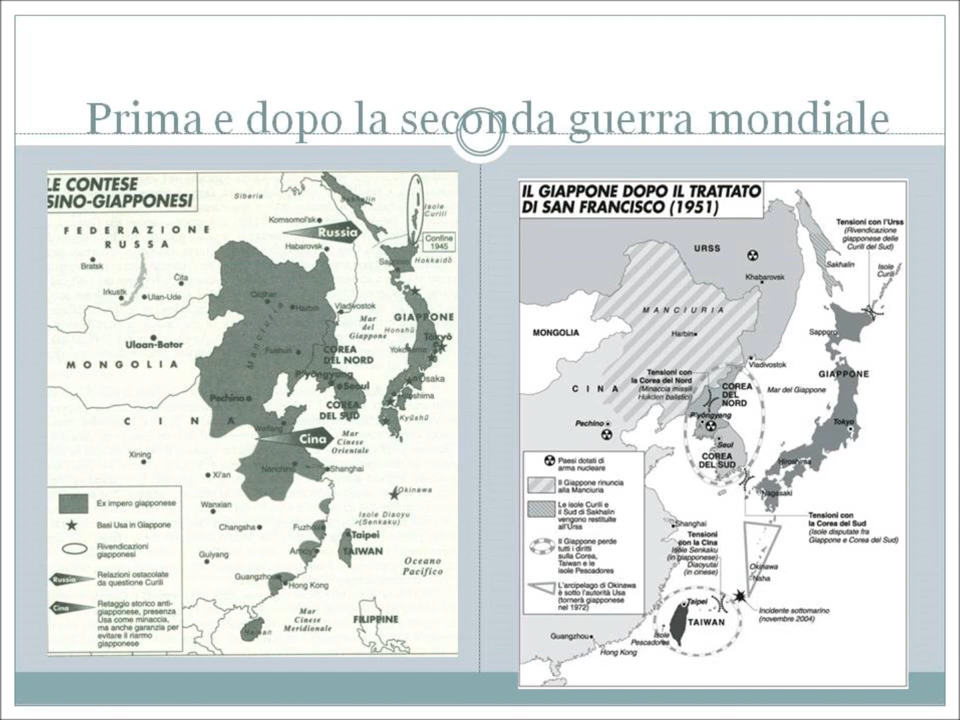 Prima e dopo la seconda guerra mondiale
LE CONTESE
SINO-GIAPPONESI
Siberia
Sakhalin
Isole
Curili
Komsomol'sk
Russia
FEDERAZIONE
RUSSA
Habarovsk
Confine
1945
Bratsk
Sapporo
Hokkaidō
Irkustk
Čita
Ulan-Ude
Qiqihar
Harbin
Manciuria
Vladivostok
Mar
del
Giappone
GIAPPONE
Honshū
Ulaan-Bator
Tōkyō
Yokohama
MONGOLIA
Fushun
COREA
DEL NORD
P'yŏngyang
Seoul
Ōsaka
Pechino
COREA
DEL SUD
Kyūshū
CINA
Weifang
Cina
Mar
Cinese
Orientale
Xining
Xi'an
Nanchino
Shanghai
Okinawa
Wanxian
Isole Diaoyu
(Senkaku)
Changsha
Fuzhou
Taipei
TAIWAN
Guiyang
Amoy
Oceano
Pacifico
Guangzhou
Hong Kong
Mar
Cinese
Meridionale
FILIPPINE
Hainan
Ex impero giapponese
Basi Usa in Giappone
Rivendicazioni
giapponesi
Russia
Relazioni ostacolate
da questione Curili
Cina
Retaggio storico anti-
giapponese, presenza
Usa come minaccia,
ma anche garanzia per
evitare il riarmo
giapponese
IL GIAPPONE DOPO IL TRATTATO
DI SAN FRANCISCO (1951)
Tensioni con l'Urss
(Rivendicazione
giapponese delle
Curili del Sud)
URSS
Khabarovsk
Sakhalin
Isole
Curili
MANCIURIA
MONGOLIA
Harbin
Sapporo
Vladivostok
GIAPPONE
Tensioni con
la Corea del Nord
(Minaccia missili
balistici)
CINA
COREA
DEL
NORD
Mar del Giappone
Pechino
P'yŏngyang
Tokyo
Seul
COREA
DEL SUD
Hiroshima
Nagasaki
Paesi dotati di
arma nucleare
Il Giappone rinuncia
alla Manciuria
Le isole Curili e
il Sud di Sakhalin
vengono restituite
all'Urss
Il Giappone perde
tutti i diritti
sulla Corea,
Taiwan e le
isole Pescadores
L'arcipelago di Okinawa
è sotto l'autorità Usa
(tornerà giapponese
nel 1972)
Shanghai
Tensioni
con la Cina
Isole Senkaku
(in giapponese)
Diaoyutai
(in cinese)
Tensioni con
la Corea del Sud
(Isole disputate fra
Giappone e Corea del Sud)
Okinawa
Naha
Taipei
TAIWAN
Incidente sottomarino
(novembre 2004)
Isole
Pescadores
Guangzhou
Hong Kong